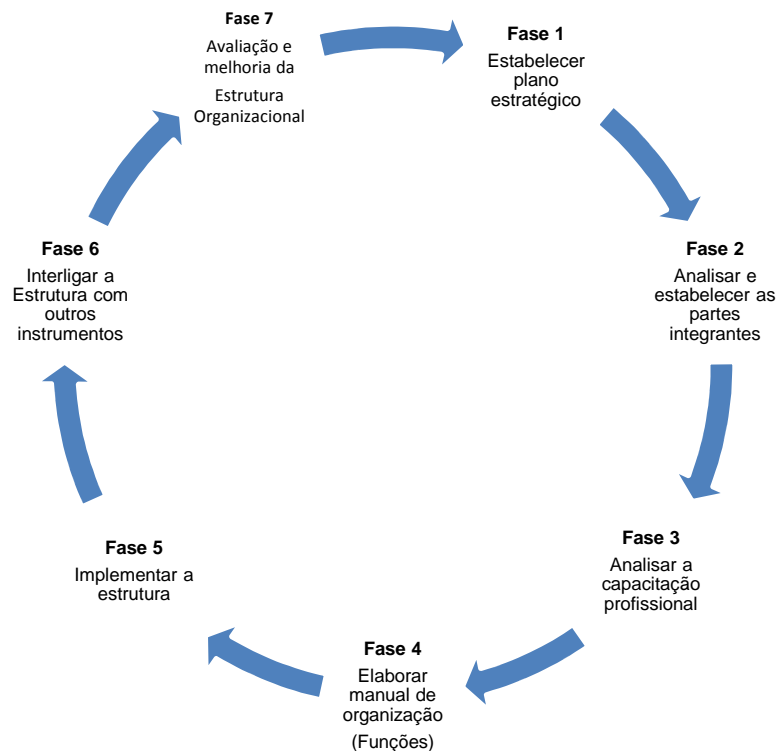 Fase 1
Estabelecer
plano
estratégico
Fase 2
Analisar e
estabelecer as
partes
integrantes
Fase 3
Analisar a
capacitação
profissional
Fase 4
Elaborar
manual de
organização
(Funções)
Fase 5
Implementar a
estrutura
Fase 6
Interligar a
Estrutura com
outros
instrumentos
Fase 7
Avaliação e
melhoria da
Estrutura
Organizacional